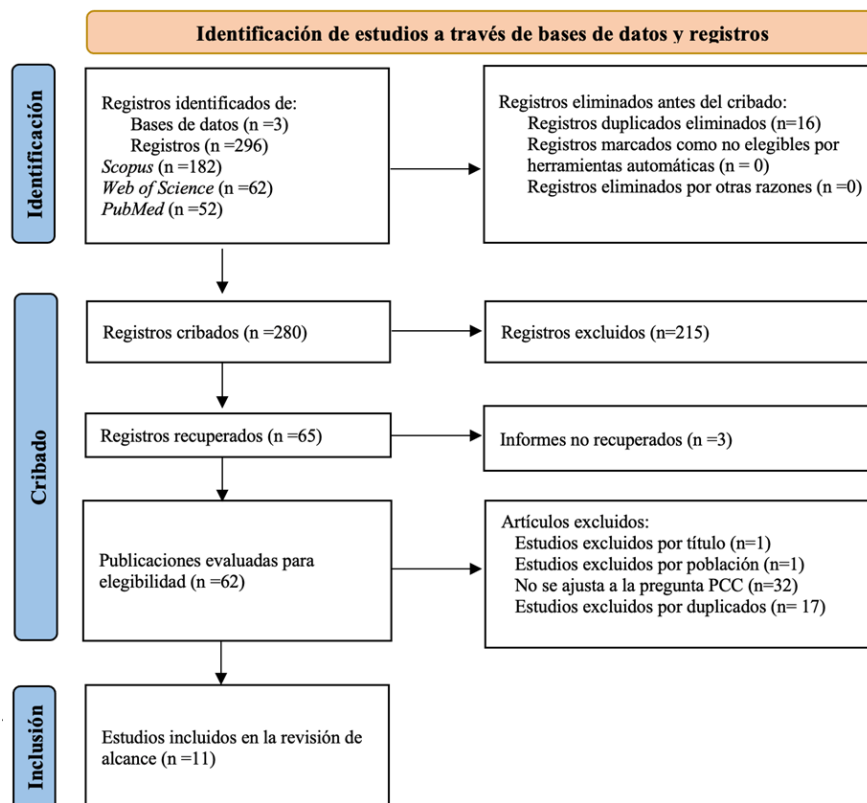 Identificación de estudios a través de bases de datos y registros
Identificación
Registros identificados de:
Bases de datos (n =3)
Registros (n =296)
Scopus (n =182)
Web of Science (n =62)
PubMed (n =52)
Registros eliminados antes del cribado:
Registros duplicados eliminados (n=16)
Registros marcados como no elegibles por
herramientas automáticas (n = 0)
Registros eliminados por otras razones (n =0)
Cribado
Registros cribados (n =280)
Registros excluidos (n=215)
Registros recuperados (n =65)
Informes no recuperados (n =3)
Publicaciones evaluadas para
elegibilidad (n =62)
Artículos excluidos:
Estudios excluidos por título (n=1)
Estudios excluidos por población (n=1)
No se ajusta a la pregunta PCC (n=32)
Estudios excluidos por duplicados (n= 17)
Inclusión
Estudios incluidos en la revisión de
alcance (n =11)